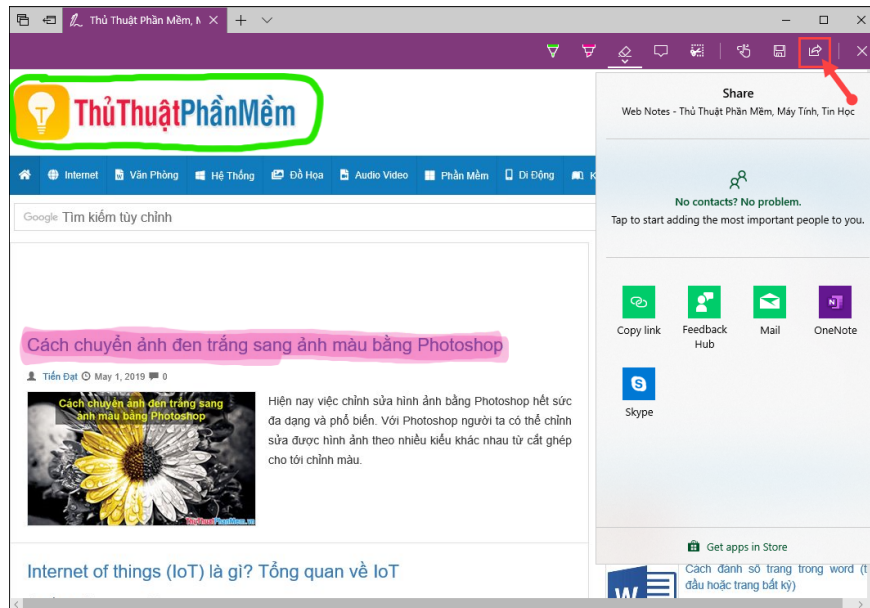 Thủ Thuật Phần Mềm, M
ThủThuậtPhầnMềm
Internet Văn Phòng Hệ Thống Đồ Họa Audio Video Phần Mềm Di Động K
Google Tìm kiếm tùy chỉnh
Cách chuyển ảnh đen trắng sang ảnh màu bằng Photoshop
Tiến Đạt May 1, 2019 0
Cách chuyển ảnh đen trắng sang
ảnh màu bằng Photoshop
ThuThuatPhanMem.vn
Hiện nay việc chỉnh sửa hình ảnh bằng Photoshop hết sức
đa dạng và phổ biến. Với Photoshop người ta có thể chỉnh
sửa được hình ảnh theo nhiều kiểu khác nhau từ cắt ghép
cho tới chỉnh màu.
Internet of things (IoT) là gì? Tổng quan về IoT
Share
Web Notes - Thủ Thuật Phần Mềm, Máy Tính, Tin Học
No contacts? No problem.
Tap to start adding the most important people to you.
Copy link
Feedback
Hub
Mail
OneNote
Skype
Get apps in Store
Cách đánh số trang trong word (t
đầu hoặc trang bất kỳ)